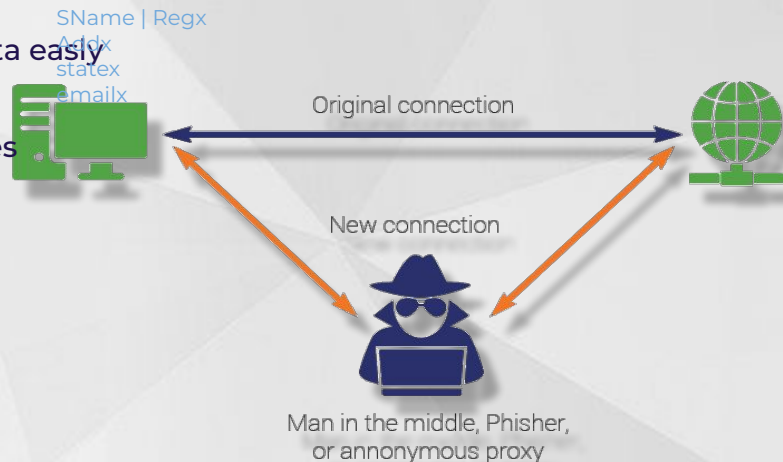 SName | Regx
Addx
ta easly
statex
emailx
es
Original connection
New connection
Man in the middle, Phisher,
or annonymous proxy